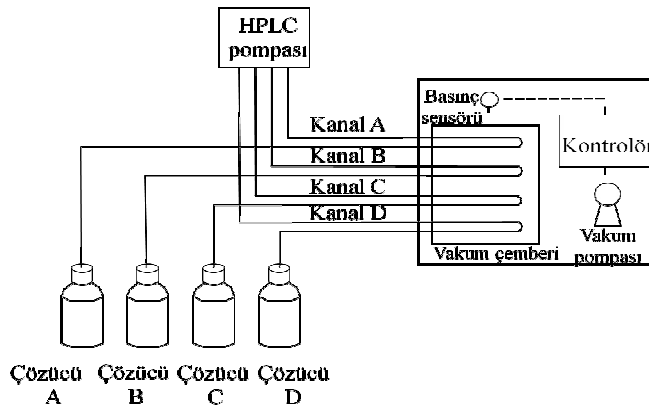 HPLC
pompası
Basınç
sensörü
Kanal A
Kanal B
Kanal C
Kanal D
Kontrolör
Vakum çemberi
Vakum
pompası
Çözücü
A
Çözücü
B
Çözücü
C
Çözücü
D